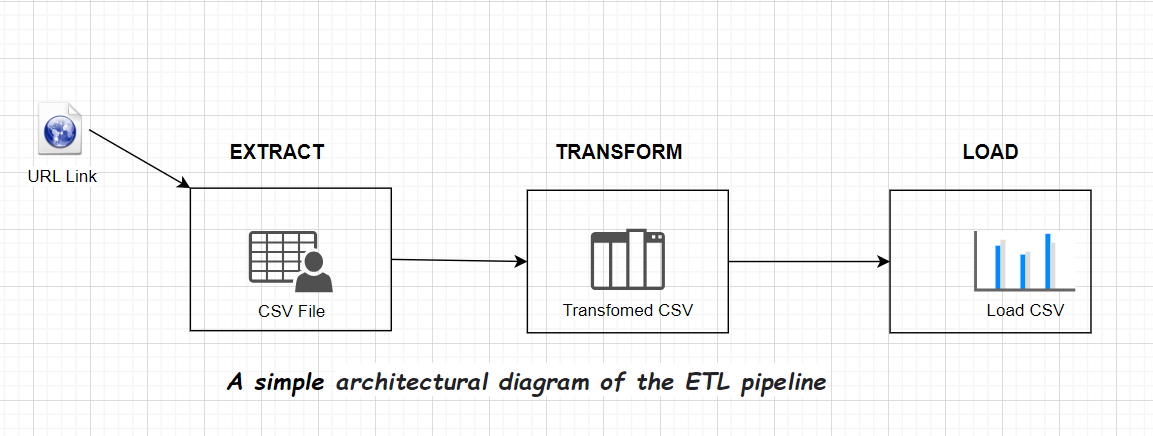 URL Link
EXTRACT
TRANSFORM
LOAD
CSV File
Transfomed CSV
Load CSV
A simple architectural diagram of the ETL pipeline